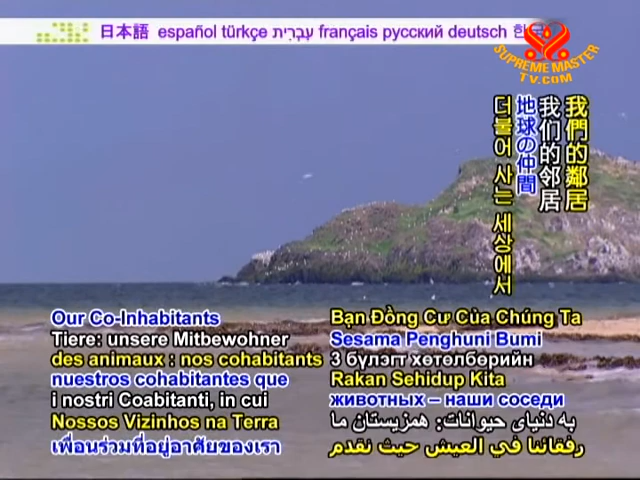 日本語 español türkçe עִבְרִית français русский deutsch 한국
SUPREME MASTER
TV.COM
我們的鄰居
我们的邻居
地球の仲間
더불어 사는 세상에서
Our Co-Inhabitants
Tiere: unsere Mitbewohner
des animaux : nos cohabitants
nuestros cohabitantes que
i nostri Coabitanti, in cui
Nossos Vizinhos na Terra
เพื่อนร่วมที่อยู่อาศัยของเรา
Bạn Đồng Cư Của Chúng Ta
Sesama Penghuni Bumi
3 бүлэгт хөтөлбөрийн
Rakan Sehidup Kita
животных – наши соседи
به دنیای حیوانات: همزیستان ما
رفقائنا في العيش حيث نقدم